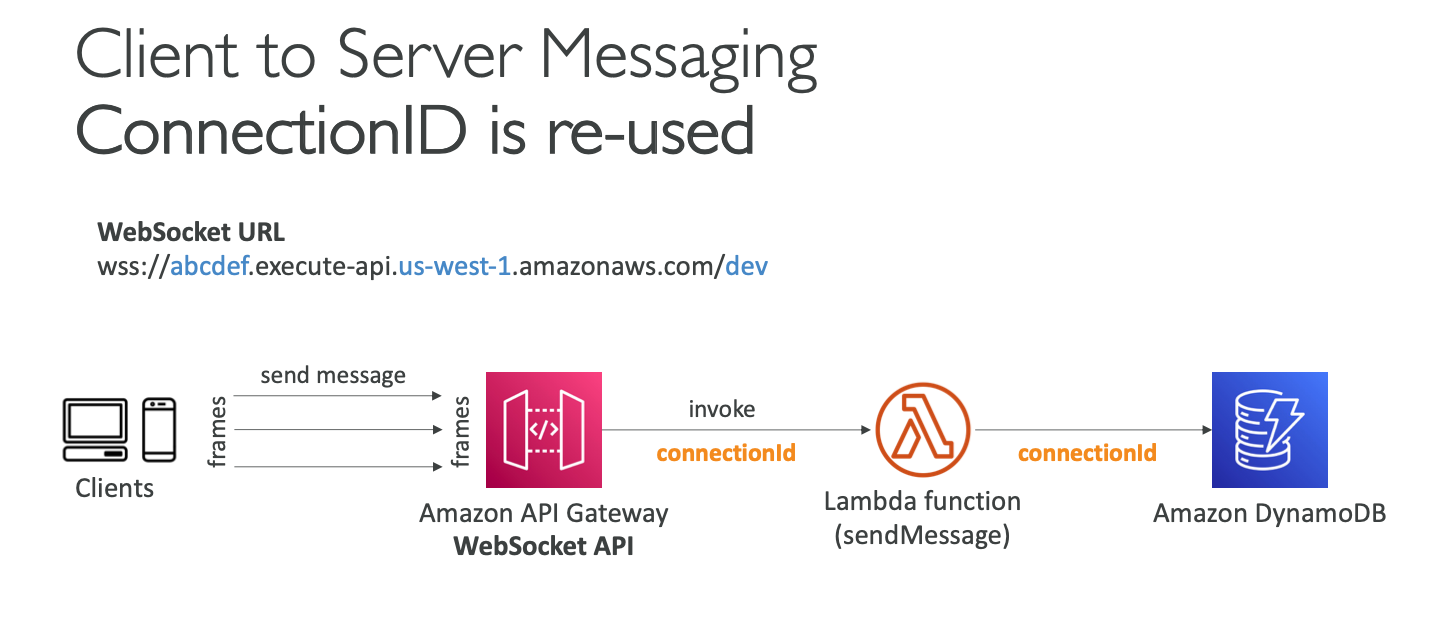 Client to Server Messaging
ConnectionID is re-used
WebSocket URL
wss://abcdef.execute-api.us-west-1.amazonaws.com/dev
send message
frames
frames
invoke
connectionId
connectionId
Clients
Amazon API Gateway
WebSocket API
Lambda function
(sendMessage)
Amazon DynamoDB